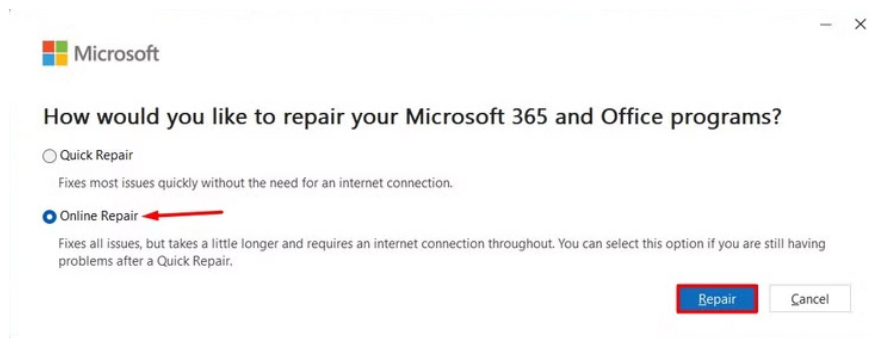 Microsoft
How would you like to repair your Microsoft 365 and Office programs?
Quick Repair
Fixes most issues quickly without the need for an internet connection.
Online Repair
Fixes all issues, but takes a little longer and requires an internet connection throughout. You can select this option if you are still having
problems after a Quick Repair.
Repair
Cancel